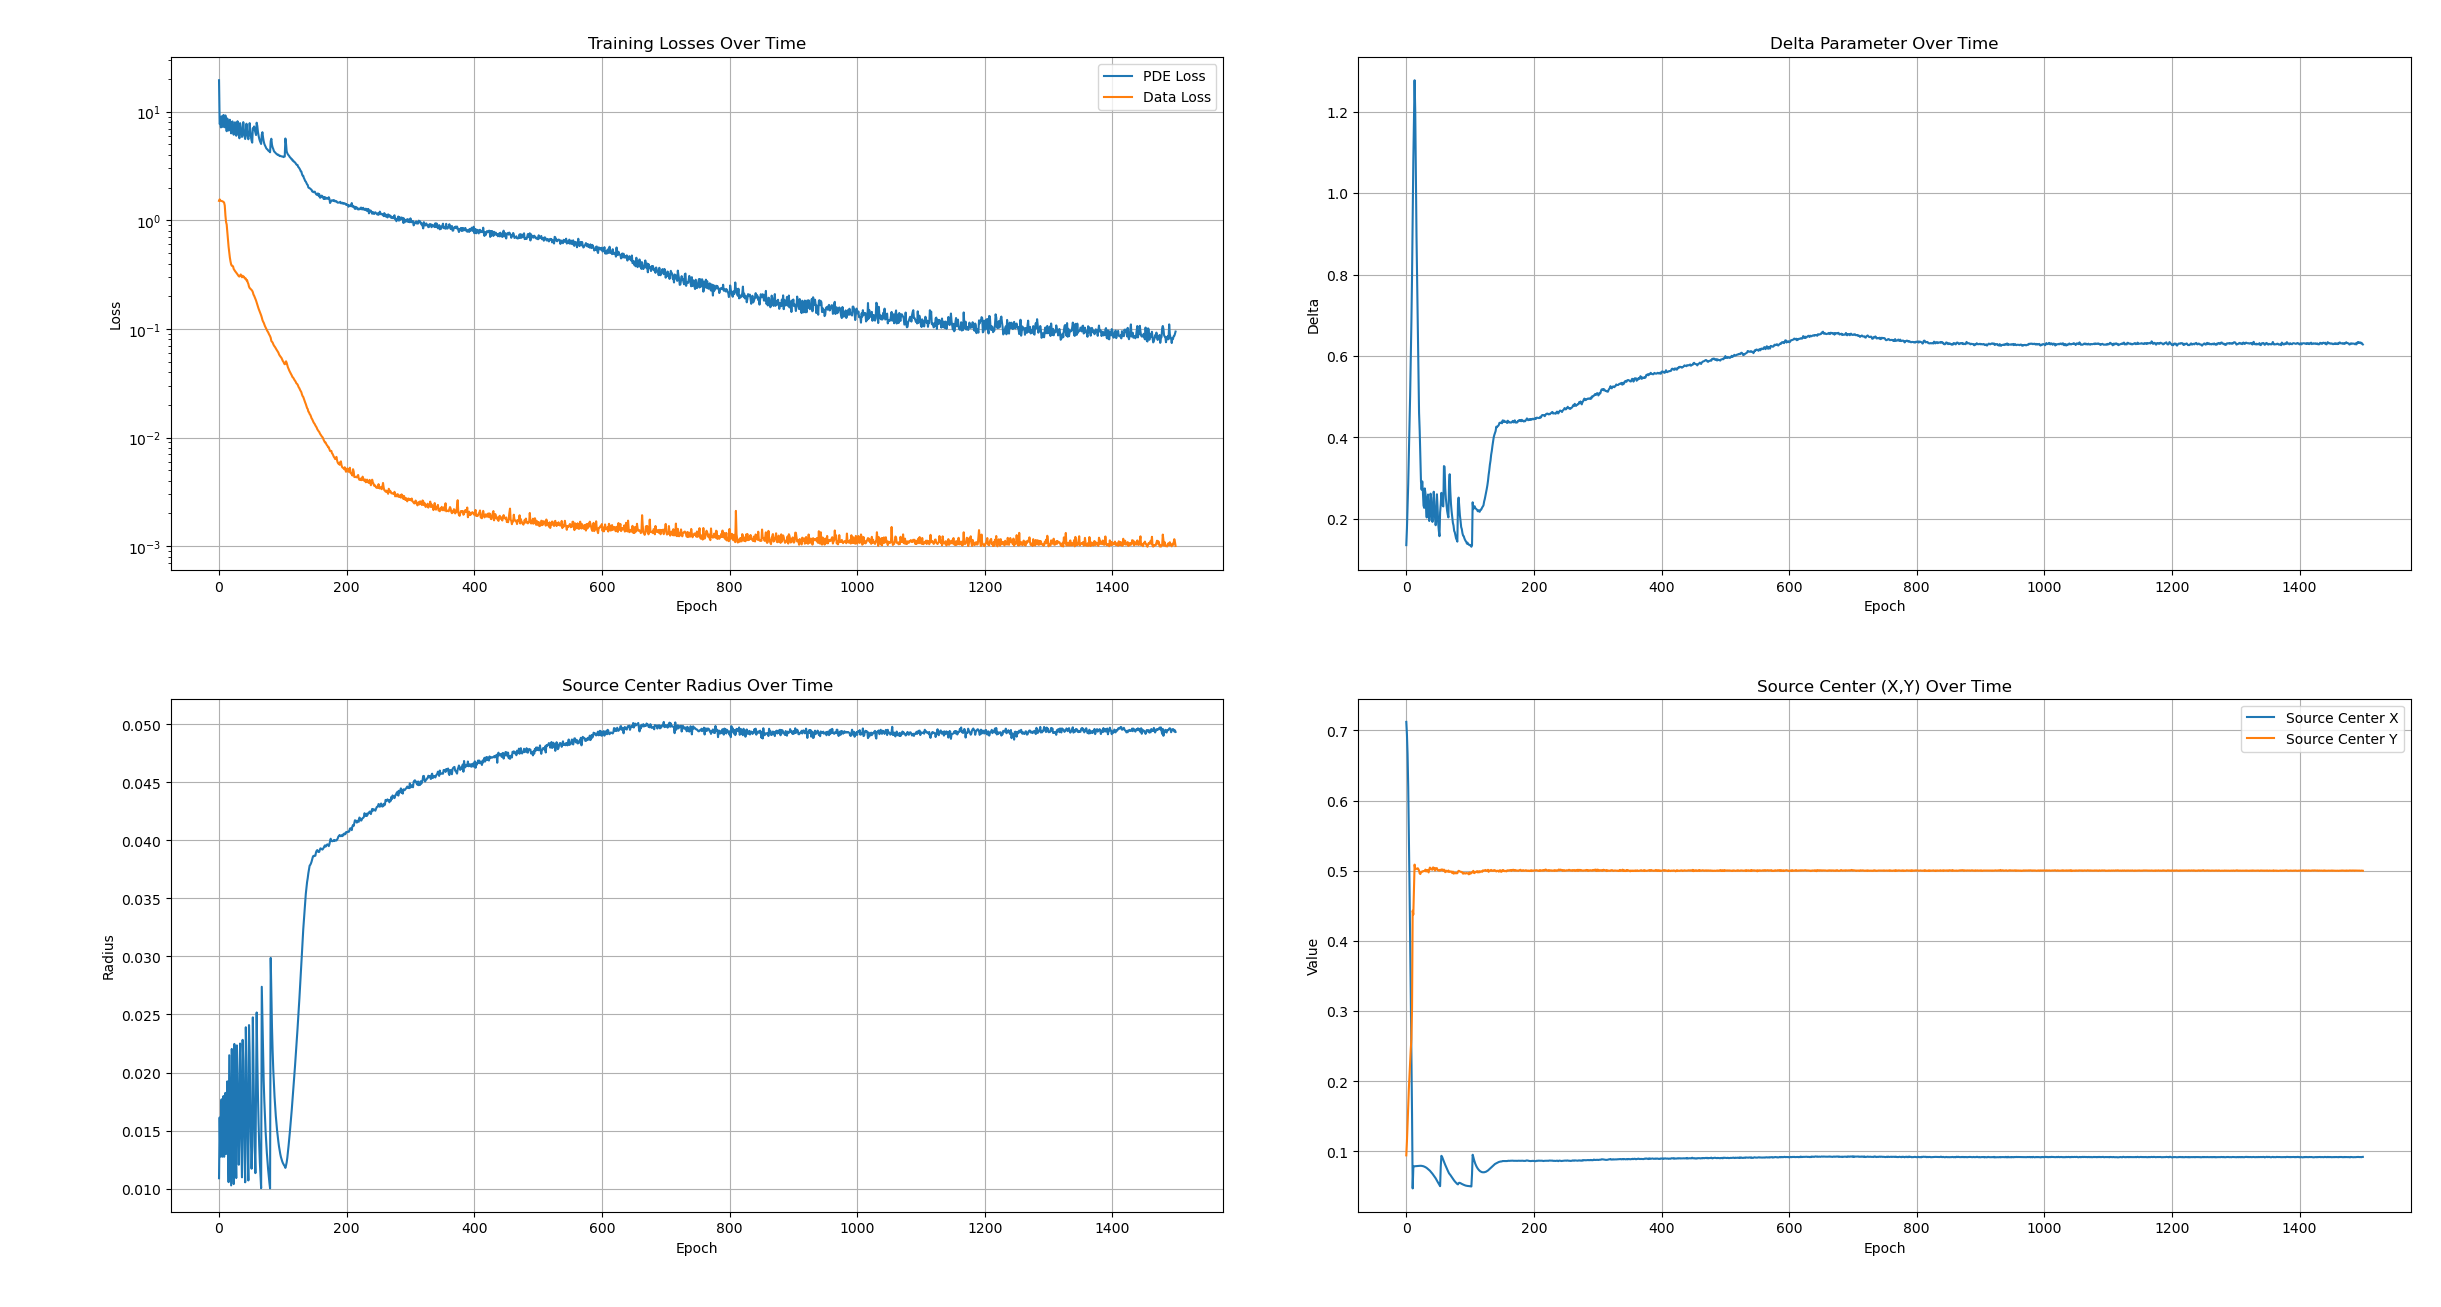 Training Losses Over Time
PDE Loss
Data Loss
10¹
10⁰
10⁻¹
10⁻²
10⁻³
Loss
0 200 400 600 800 1000 1200 1400
Epoch
Delta Parameter Over Time
1.2
1.0
0.8
0.6
0.4
0.2
Delta
0 200 400 600 800 1000 1200 1400
Epoch
Source Center Radius Over Time
0.050
0.045
0.040
0.035
0.030
0.025
0.020
0.015
0.010
Radius
0 200 400 600 800 1000 1200 1400
Epoch
Source Center (X,Y) Over Time
Source Center X
Source Center Y
0.7
0.6
0.5
0.4
0.3
0.2
0.1
Value
0 200 400 600 800 1000 1200 1400
Epoch